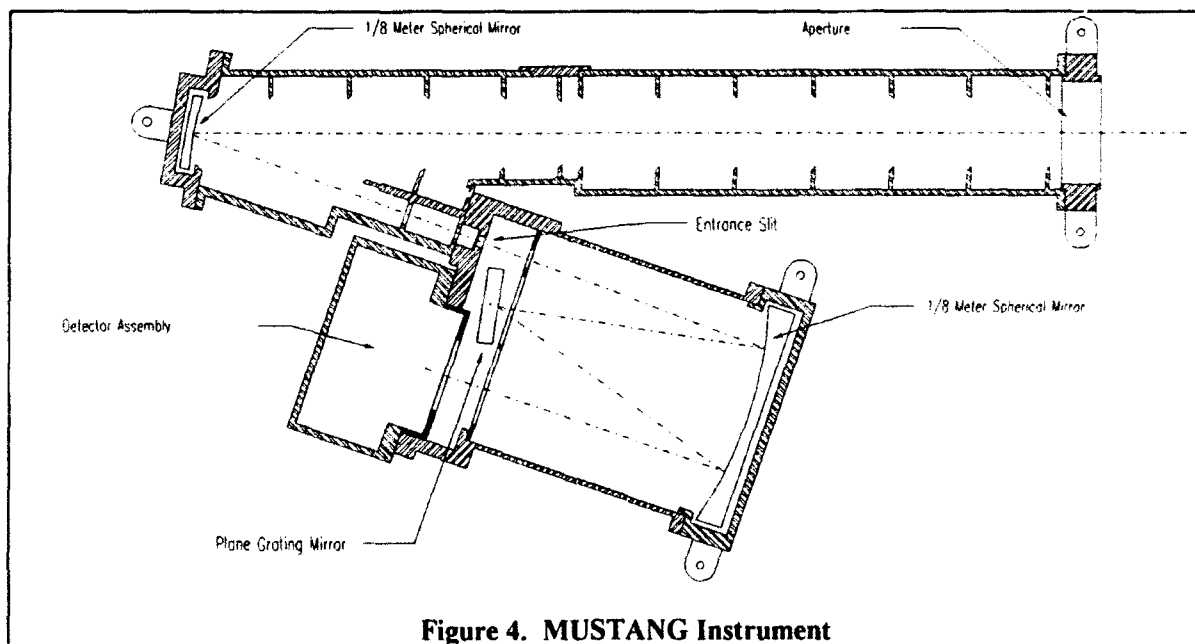 1/8 Meter Spherical Mirror
Aperture
Entrance Slit
Detector Assembly
1/8 Meter Spherical Mirror
Plane Grating Mirror
Figure 4. MUSTANG Instrument